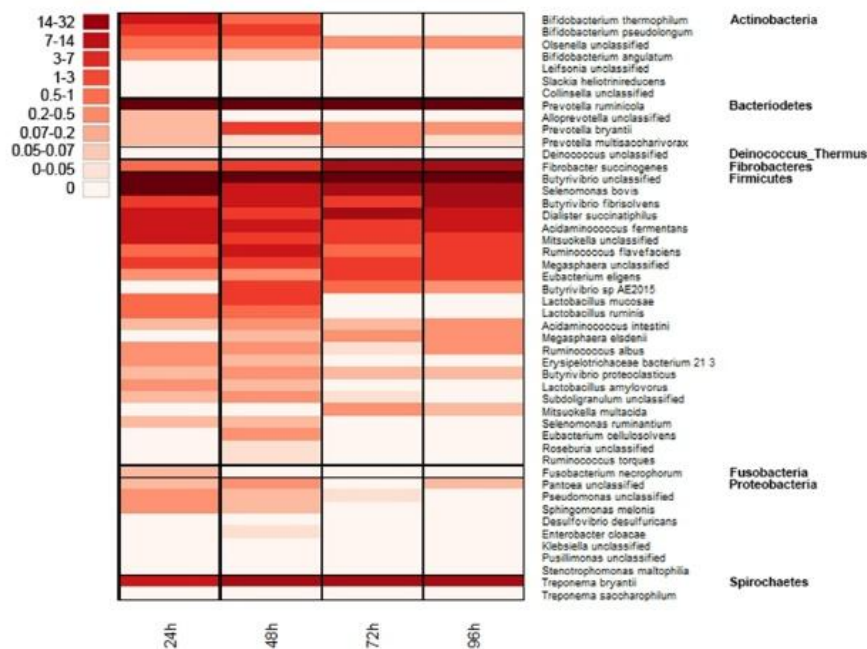 14-32
7-14
3-7
1-3
0.5-1
0.2-0.5
0.07-0.2
0.05-0.07
0-0.05
0
Bifidobacterium thermophilum Actinobacteria
Bifidobacterium pseudolongum
Olsenella unclassified
Bifidobacterium angulatum
Leifsonia unclassified
Slackia heliotrinireducens
Collinsella unclassified
Prevotella ruminicola Bacteriodetes
Alloprevotella unclassified
Prevotella bryantii
Prevotella multisaccharivorax
Deinococcus unclassified Deinococcus_Thermus
Fibrobacter succinogenes Fibrobacteres
Butyrivibrio unclassified Firmicutes
Selenomonas bovis
Butyrivibrio fibrisolvens
Dialister succinatiphilus
Acidaminococcus fermentans
Mitsuokella unclassified
Ruminococcus flavefaciens
Megasphaera unclassified
Eubacterium eligens
Butyrivibrio sp AE2015
Lactobacillus mucosae
Lactobacillus ruminis
Acidaminococcus intestini
Megasphaera elsdenii
Ruminococcus albus
Erysipelotrichaceae bacterium 21 3
Butyrivibrio proteoclasticus
Lactobacillus amylovorus
Subdoligranulum unclassified
Mitsuokella multacida
Selenomonas ruminantium
Eubacterium cellulosolvens
Roseburia unclassified
Ruminococcus torques
Fusobacterium necrophorum Fusobacteria
Pantoea unclassified Proteobacteria
Pseudomonas unclassified
Sphingomonas melonis
Desulfovibrio desulfuricans
Enterobacter cloacae
Klebsiella unclassified
Pusillimonas unclassified
Stenotrophomonas maltophilia
Treponema bryantii Spirochaetes
Treponema saccharophilum
24h 48h 72h 96h